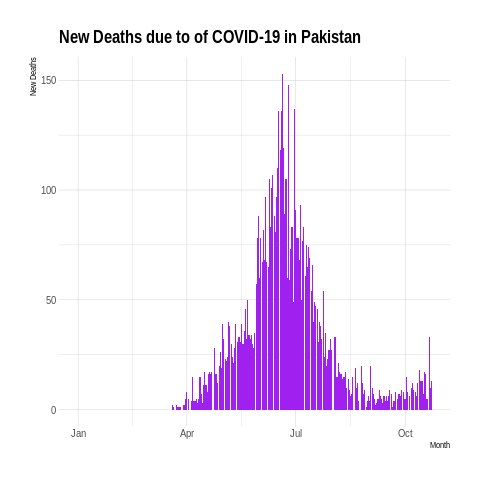 New Deaths due to of COVID-19 in Pakistan
New Deaths
150
100
50
0
Jan Apr Jul Oct
Month